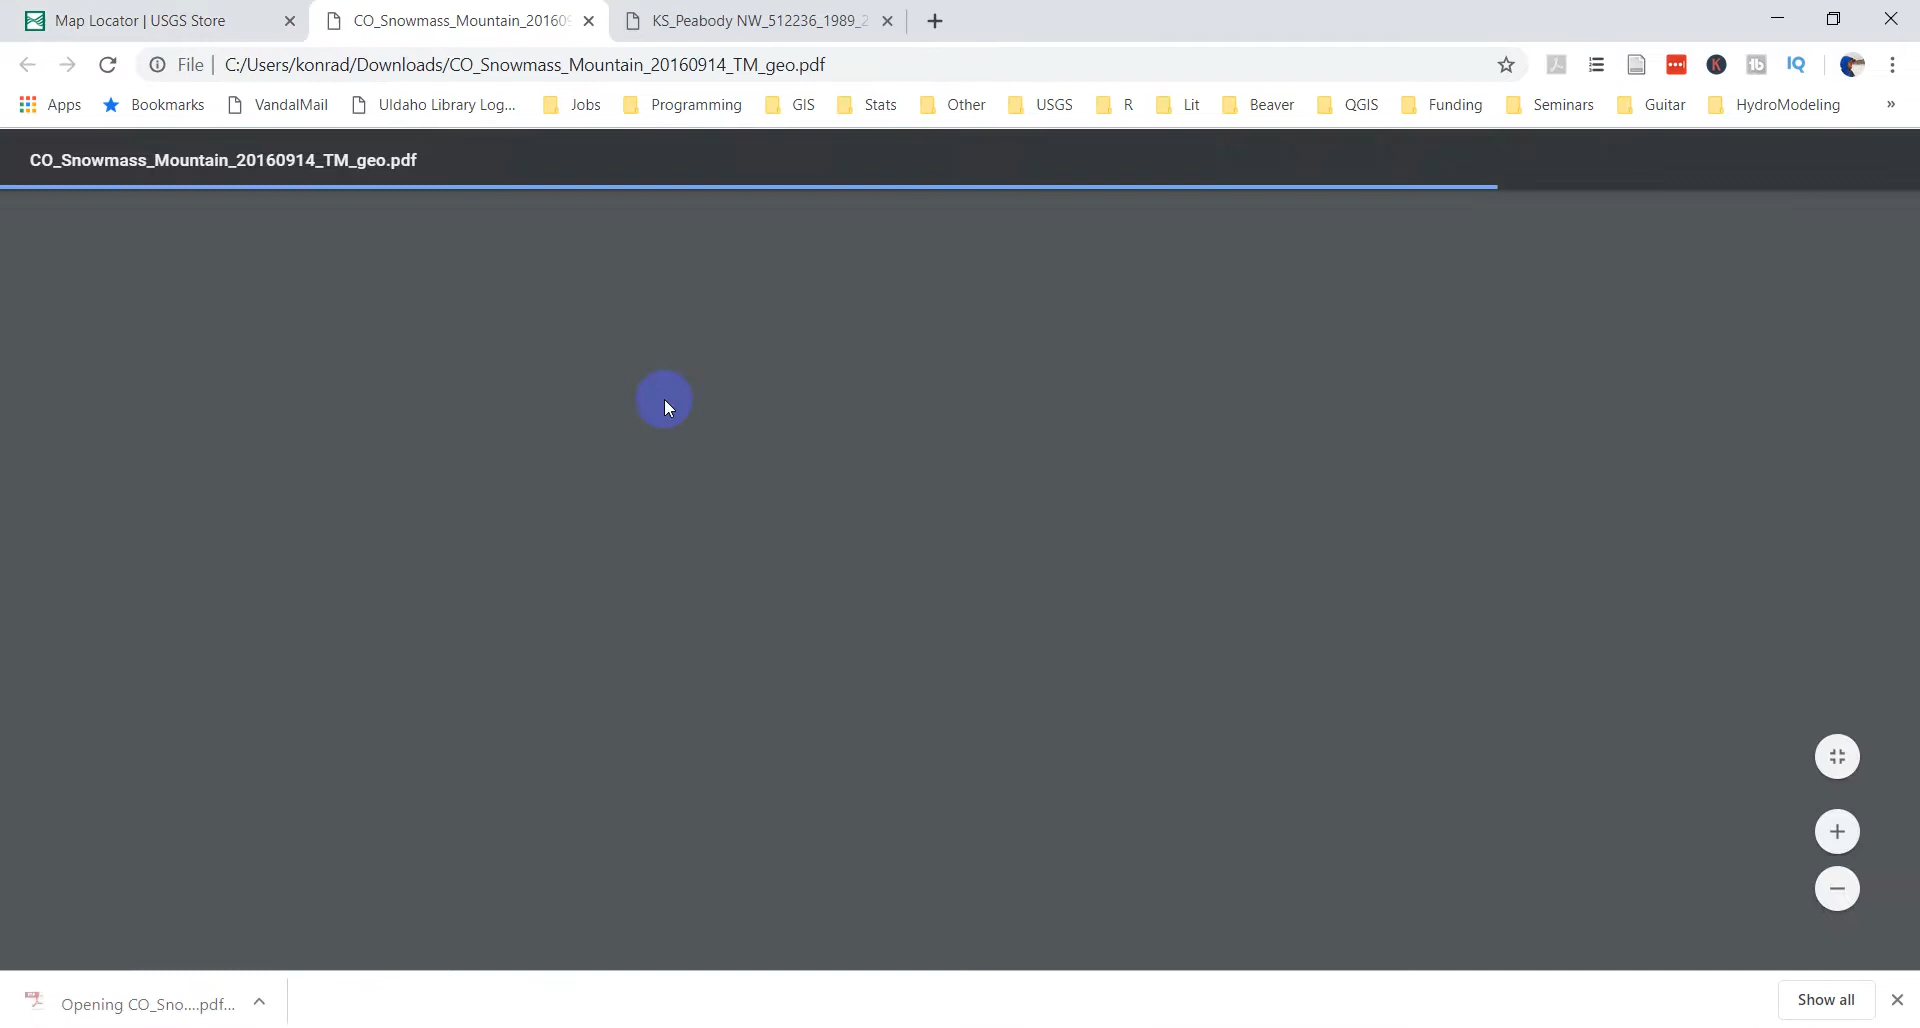 Map Locator | USGS Store
CO_Snowmass_Mountain_20160
KS_Peabody NW_512236_1989_2
File
C:/Users/konrad/Downloads/CO_Snowmass_Mountain_20160914_TM_geo.pdf
K
tb
IQ
Apps
Bookmarks
VandalMail
UIdaho Library Log...
Jobs
Programming
GIS
Stats
Other
USGS
R
Lit
Beaver
QGIS
Funding
Seminars
Guitar
HydroModeling
»
CO_Snowmass_Mountain_20160914_TM_geo.pdf
Opening CO_Sno....pdf...
Show all